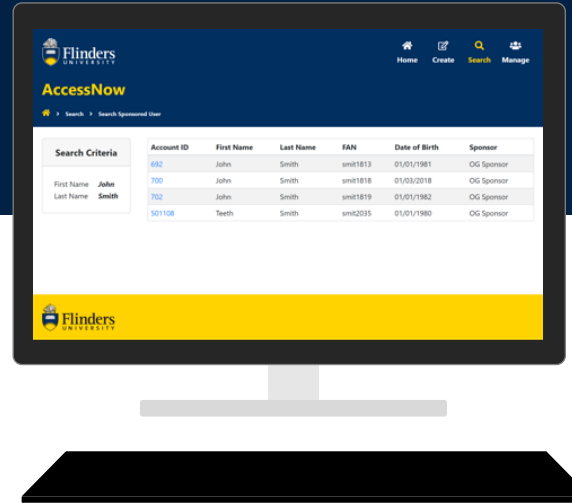 Flinders
UNIVERSITY
Home Create Search Manage
AccessNow
> Search > Search Sponsored User
Search Criteria
First Name John
Last Name Smith
Account ID First Name Last Name FAN Date of Birth Sponsor
692 John Smith smit1813 01/01/1981 OG Sponsor
700 John Smith smit1818 01/03/2018 OG Sponsor
702 John Smith smit1819 01/01/1982 OG Sponsor
501108 Teeth Smith smit2035 01/01/1980 OG Sponsor
Flinders
UNIVERSITY